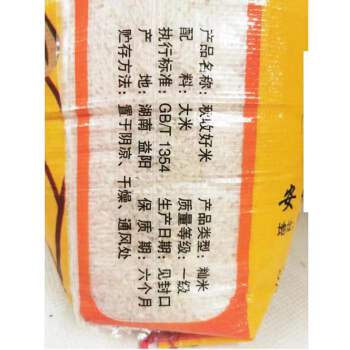 产品名称：秋收好米 产品类型：籼米
配料：大米 质量等级：一级
执行标准：GB/T 1354 生产日期：见封口
产地：湖南 益阳 保质期：六个月
贮存方法：置于阴凉、干燥、通风处
安